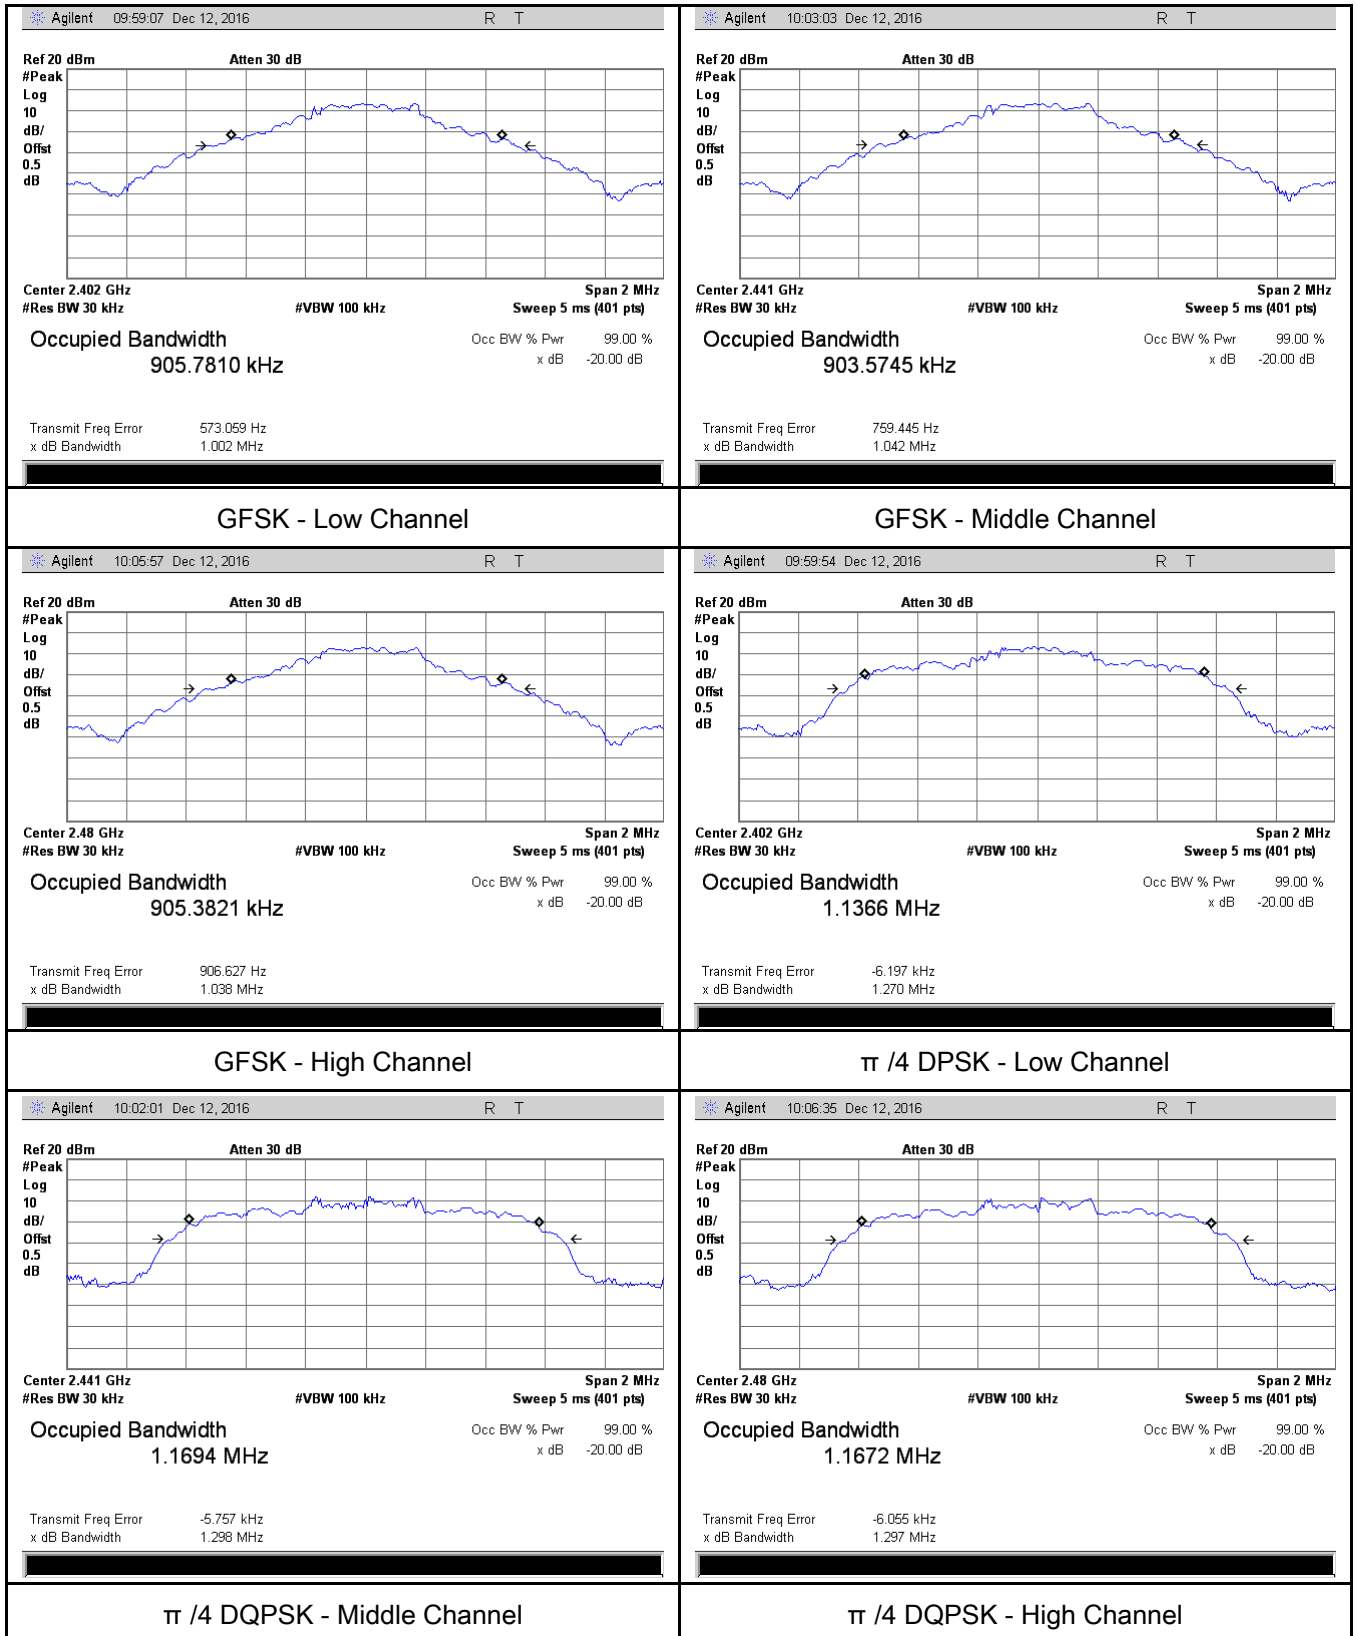 Agilent 09:59:07 Dec 12, 2016 R T
Ref 20 dBm Atten 30 dB
#Peak
Log
10
dB/
Offst
0.5
dB
Center 2.402 GHz Span 2 MHz
#Res BW 30 kHz #VBW 100 kHz Sweep 5 ms (401 pts)
Occupied Bandwidth Occ BW % Pwr 99.00 %
905.7810 kHz x dB -20.00 dB
Transmit Freq Error 573.059 Hz
x dB Bandwidth 1.002 MHz
GFSK - Low Channel
Agilent 10:03:03 Dec 12, 2016 R T
Ref 20 dBm Atten 30 dB
#Peak
Log
10
dB/
Offst
0.5
dB
Center 2.441 GHz Span 2 MHz
#Res BW 30 kHz #VBW 100 kHz Sweep 5 ms (401 pts)
Occupied Bandwidth Occ BW % Pwr 99.00 %
903.5745 kHz x dB -20.00 dB
Transmit Freq Error 759.445 Hz
x dB Bandwidth 1.042 MHz
GFSK - Middle Channel
Agilent 10:05:57 Dec 12, 2016 R T
Ref 20 dBm Atten 30 dB
#Peak
Log
10
dB/
Offst
0.5
dB
Center 2.48 GHz Span 2 MHz
#Res BW 30 kHz #VBW 100 kHz Sweep 5 ms (401 pts)
Occupied Bandwidth Occ BW % Pwr 99.00 %
905.3821 kHz x dB -20.00 dB
Transmit Freq Error 906.627 Hz
x dB Bandwidth 1.038 MHz
GFSK - High Channel
Agilent 09:59:54 Dec 12, 2016 R T
Ref 20 dBm Atten 30 dB
#Peak
Log
10
dB/
Offst
0.5
dB
Center 2.402 GHz Span 2 MHz
#Res BW 30 kHz #VBW 100 kHz Sweep 5 ms (401 pts)
Occupied Bandwidth Occ BW % Pwr 99.00 %
1.1366 MHz x dB -20.00 dB
Transmit Freq Error -6.197 kHz
x dB Bandwidth 1.270 MHz
π /4 DPSK - Low Channel
Agilent 10:02:01 Dec 12, 2016 R T
Ref 20 dBm Atten 30 dB
#Peak
Log
10
dB/
Offst
0.5
dB
Center 2.441 GHz Span 2 MHz
#Res BW 30 kHz #VBW 100 kHz Sweep 5 ms (401 pts)
Occupied Bandwidth Occ BW % Pwr 99.00 %
1.1694 MHz x dB -20.00 dB
Transmit Freq Error -5.757 kHz
x dB Bandwidth 1.298 MHz
π /4 DQPSK - Middle Channel
Agilent 10:06:35 Dec 12, 2016 R T
Ref 20 dBm Atten 30 dB
#Peak
Log
10
dB/
Offst
0.5
dB
Center 2.48 GHz Span 2 MHz
#Res BW 30 kHz #VBW 100 kHz Sweep 5 ms (401 pts)
Occupied Bandwidth Occ BW % Pwr 99.00 %
1.1672 MHz x dB -20.00 dB
Transmit Freq Error -6.055 kHz
x dB Bandwidth 1.297 MHz
π /4 DQPSK - High Channel